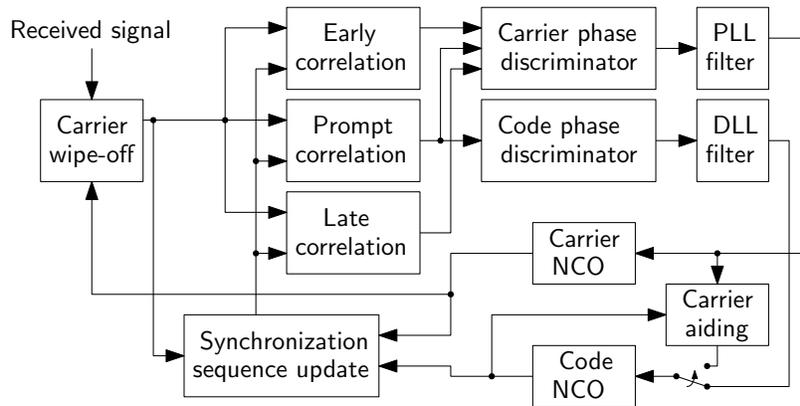 Received signal
Carrier
wipe-off
Early
correlation
Prompt
correlation
Late
correlation
Carrier phase
discriminator
Code phase
discriminator
PLL
filter
DLL
filter
Carrier
NCO
Carrier
aiding
Synchronization
sequence update
Code
NCO